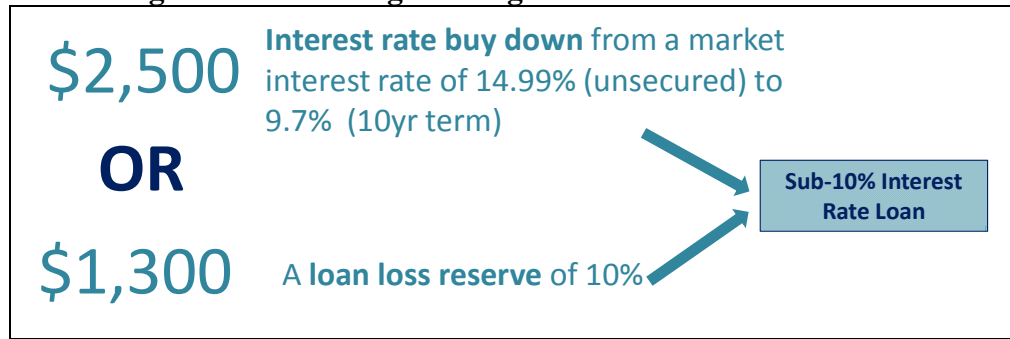 $2,500
Interest rate buy down from a market
interest rate of 14.99% (unsecured) to
9.7% (10yr term)
OR
Sub-10% Interest
Rate Loan
$1,300
A loan loss reserve of 10%